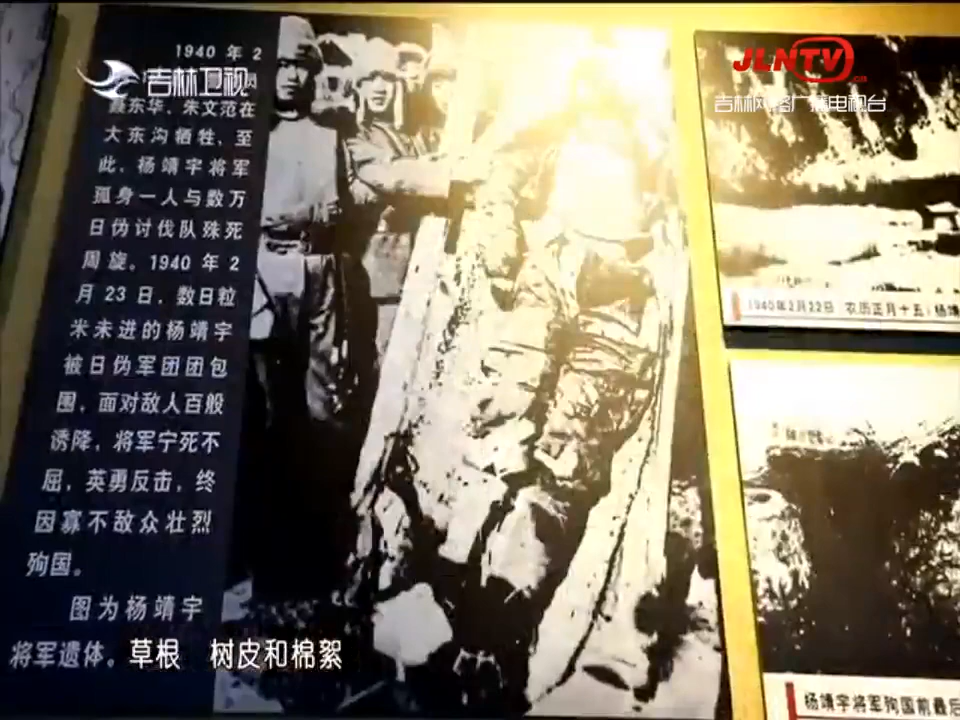 1940 年 2
吉林卫视
聂东华、朱文范在
大东沟牺牲，至
此，杨靖宇将军
孤身一人与数万
日伪讨伐队殊死
周旋。1940 年 2
月 23 日，数日粒
米未进的杨靖宇
被日伪军团团包
围，面对敌人百般
诱降，将军宁死不
屈，英勇反击，终
因寡不敌众壮烈
殉国。
图为杨靖宇
将军遗体。
草根 树皮和棉絮
JLNTV
吉林网络广播电视台
1940年2月22日 农历正月十五）杨靖
杨靖宇将军殉国前最后